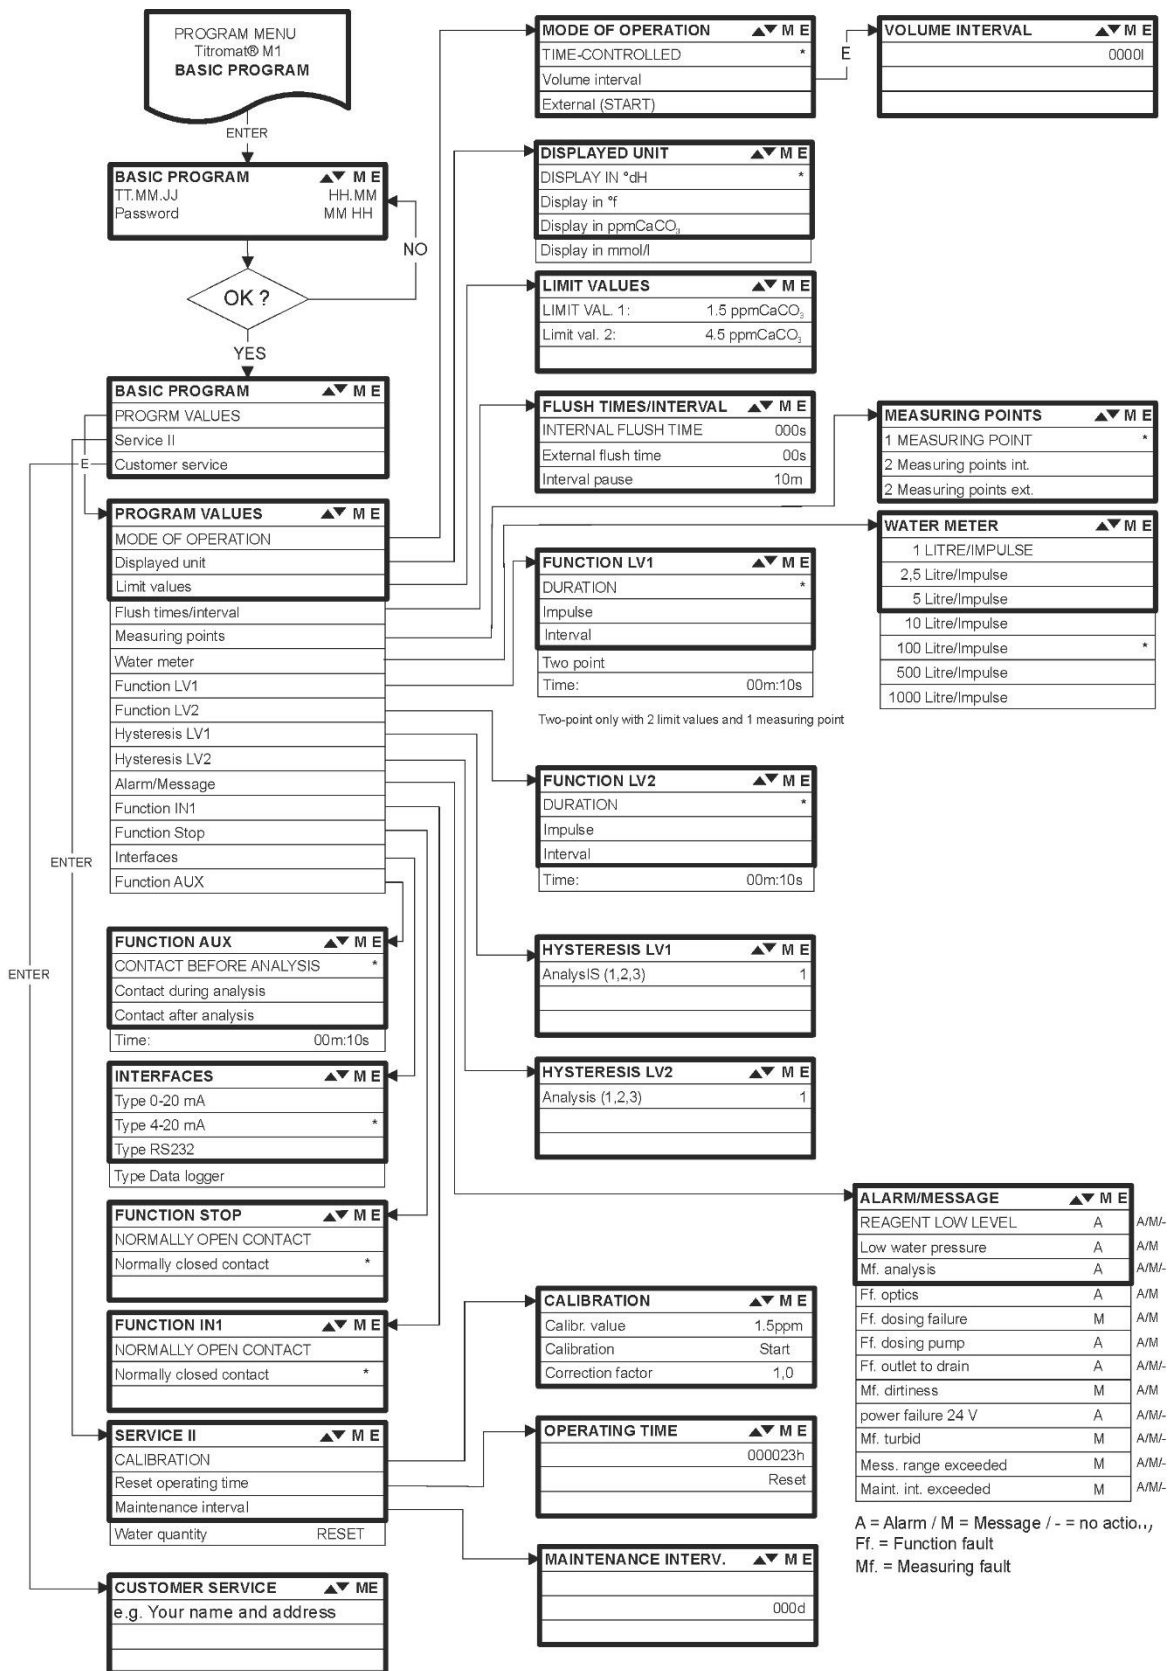 PROGRAM MENU
Titromat® M1
BASIC PROGRAM
ENTER
BASIC PROGRAM ▲▼ M E
TT.MM.JJ HH.MM
Password MM HH
NO
OK ?
YES
BASIC PROGRAM ▲▼ M E
PROGRM VALUES
Service II
E
Customer service
PROGRAM VALUES ▲▼ M E
MODE OF OPERATION
Displayed unit
Limit values
Flush times/interval
Measuring points
Water meter
Function LV1
Function LV2
Hysteresis LV1
Hysteresis LV2
Alarm/Message
Function IN1
Function Stop
Interfaces
Function AUX
ENTER
ENTER
FUNCTION AUX ▲▼ M E
CONTACT BEFORE ANALYSIS *
Contact during analysis
Contact after analysis
Time: 00m:10s
INTERFACES ▲▼ M E
Type 0-20 mA
Type 4-20 mA *
Type RS232
Type Data logger
FUNCTION STOP ▲▼ M E
NORMALLY OPEN CONTACT
Normally closed contact *
FUNCTION IN1 ▲▼ M E
NORMALLY OPEN CONTACT
Normally closed contact *
SERVICE II ▲▼ M E
CALIBRATION
Reset operating time
Maintenance interval
Water quantity RESET
CUSTOMER SERVICE ▲▼ ME
e.g. Your name and address
MODE OF OPERATION ▲▼ M E
TIME-CONTROLLED *
Volume interval
External (START)
E
VOLUME INTERVAL ▲▼ M E
0000l
DISPLAYED UNIT ▲▼ M E
DISPLAY IN °dH *
Display in °f
Display in ppmCaCO₃
Display in mmol/l
LIMIT VALUES ▲▼ M E
LIMIT VAL. 1: 1.5 ppmCaCO₃
Limit val. 2: 4.5 ppmCaCO₃
FLUSH TIMES/INTERVAL ▲▼ M E
INTERNAL FLUSH TIME 000s
External flush time 00s
Interval pause 10m
MEASURING POINTS ▲▼ M E
1 MEASURING POINT *
2 Measuring points int.
2 Measuring points ext.
WATER METER ▲▼ M E
1 LITRE/IMPULSE
2,5 Litre/Impulse
5 Litre/Impulse
10 Litre/Impulse
100 Litre/Impulse *
500 Litre/Impulse
1000 Litre/Impulse
FUNCTION LV1 ▲▼ M E
DURATION *
Impulse
Interval
Two point
Time: 00m:10s
Two-point only with 2 limit values and 1 measuring point
FUNCTION LV2 ▲▼ M E
DURATION *
Impulse
Interval
Time: 00m:10s
HYSTERESIS LV1 ▲▼ M E
AnalysIS (1,2,3) 1
HYSTERESIS LV2 ▲▼ M E
Analysis (1,2,3) 1
ALARM/MESSAGE ▲▼ M E
REAGENT LOW LEVEL A A/M/-
Low water pressure A A/M
Mf. analysis A A/M/-
Ff. optics A A/M
Ff. dosing failure M A/M
Ff. dosing pump A A/M
Ff. outlet to drain A A/M/-
Mf. dirtiness M A/M
power failure 24 V A A/M/-
Mf. turbid M A/M/-
Mess. range exceeded M A/M/-
Maint. int. exceeded M A/M/-
A = Alarm / M = Message / - = no
Ff. = Function fault
Mf. = Measuring fault
CALIBRATION ▲▼ M E
Calibr. value 1.5ppm
Calibration Start
Correction factor 1,0
OPERATING TIME ▲▼ M E
000023h
Reset
MAINTENANCE INTERV. ▲▼ M E
000d